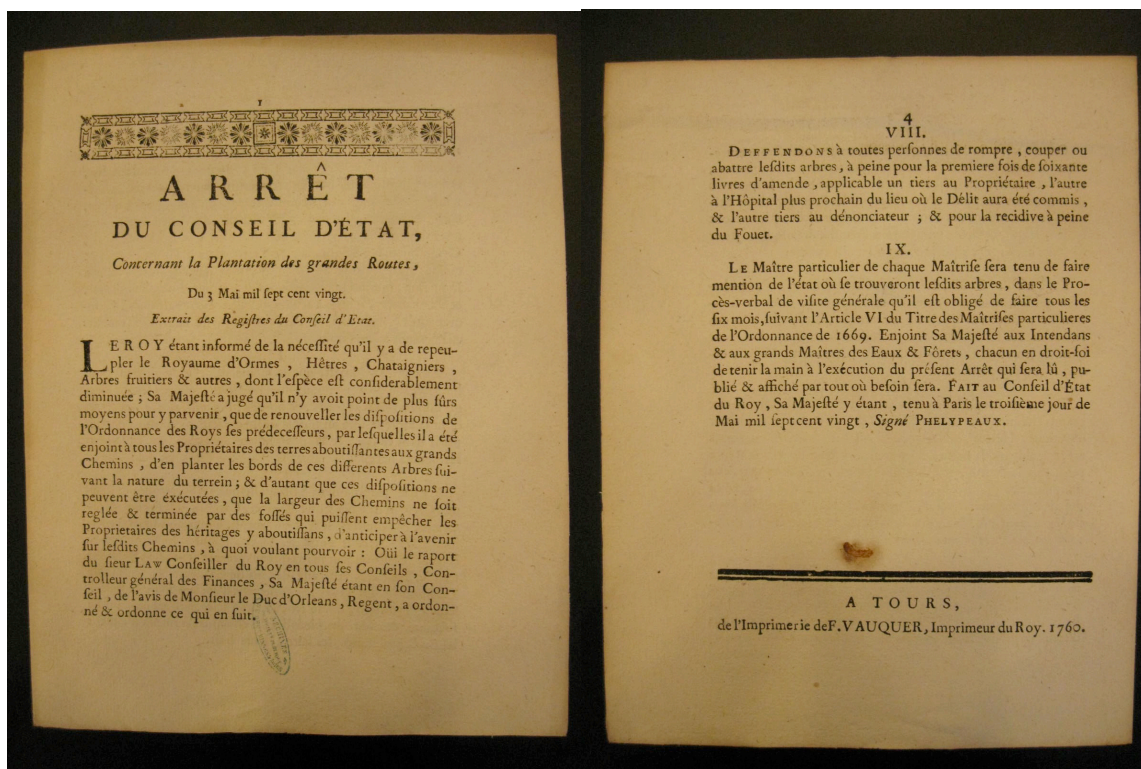 1
ARRÊT
DU CONSEIL D'ÉTAT,
Concernant la Plantation des grandes Routes,
Du 3 Mai mil ſept cent vingt.
Extrait des Regiſtres du Conſeil d'Etat.
LE ROY étant informé de la néceſſité qu'il y a de repeu-
pler le Royaume d'Ormes , Hêtres , Chataigniers ,
Arbres fruitiers & autres , dont l'eſpèce eſt conſiderablement
diminuée ; Sa Majeſté a jugé qu'il n'y avoit point de plus fûrs
moyens pour y parvenir , que de renouveller les diſpoſitions de
l'Ordonnance des Roys ſes prédeceſſeurs , par leſquelles il a été
enjoint à tous les Propriétaires des terres aboutiſſantes aux grands
Chemins , d'en planter les bords de ces differents Arbres ſui-
vant la nature du terrein ; & d'autant que ces diſpoſitions ne
peuvent être éxécutées , que la largeur des Chemins ne ſoit
reglée & terminée par des foſſés qui puiſſent empêcher les
Proprietaires des héritages y aboutiſſans , d'anticiper à l'avenir
ſur leſdits Chemins , à quoi voulant pourvoir : Oüi le raport
du ſieur LAW Conſeiller du Roy en tous ſes Conſeils , Con-
trolleur général des Finances , Sa Majeſté étant en ſon Con-
ſeil , de l'avis de Monſieur le Duc d'Orleans , Regent , a ordon-
né & ordonne ce qui en ſuit.
4
VIII.
DEFFENDONS à toutes perſonnes de rompre , couper ou
abattre leſdits arbres , à peine pour la premiere fois de ſoixante
livres d'amende , applicable un tiers au Propriétaire , l'autre
à l'Hôpital plus prochain du lieu où le Délit aura été commis ,
& l'autre tiers au dénonciateur ; & pour la recidive à peine
du Fouet.
IX.
LE Maître particulier de chaque Maîtriſe ſera tenu de faire
mention de l'état où ſe trouveront leſdits arbres , dans le Pro-
cès-verbal de viſite générale qu'il eſt obligé de faire tous les
ſix mois, ſuivant l'Article VI du Titre des Maîtriſes particulieres
de l'Ordonnance de 1669. Enjoint Sa Majeſté aux Intendans
& aux grands Maîtres des Eaux & Fôrets , chacun en droit-ſoi
de tenir la main à l'exécution du préſent Arrêt qui ſera lû , pu-
blié & affiché par tout où beſoin ſera. FAIT au Conſeil d'État
du Roy , Sa Majeſté y étant , tenu à Paris le troiſième jour de
Mai mil ſept cent vingt , Signé PHELYPEAUX.
A TOURS,
de l'Imprimerie de F. VAUQUER, Imprimeur du Roy. 1760.